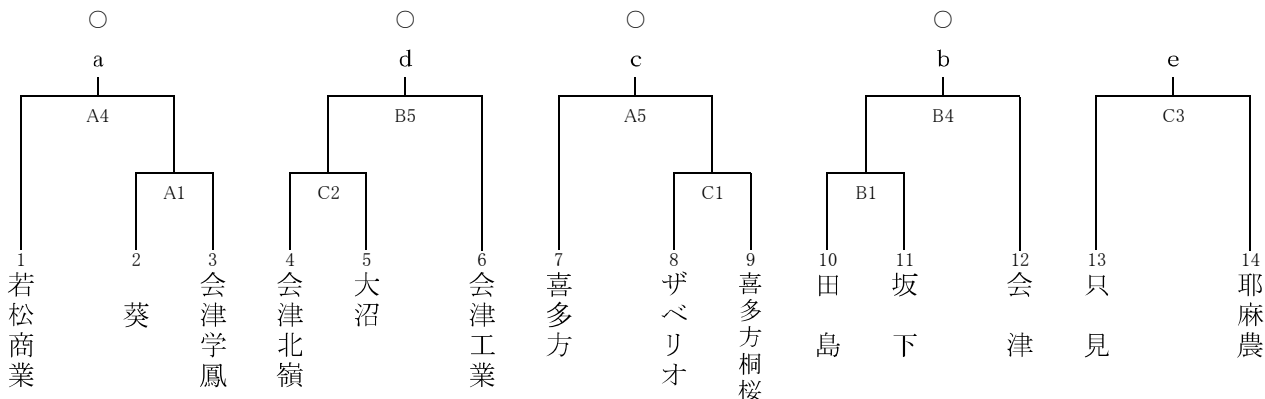 ○ ○ ○ ○
a d c b e
A4 B5 A5 B4 C3
A1 C2 C1 B1
1 2 3 4 5 6 7 8 9 10 11 12 13 14
若松商業
葵
会津学鳳
会津北嶺
大沼
会津工業
喜多方
ザベリオ
喜多方桐桜
田島
坂下
会津
只見
耶麻農